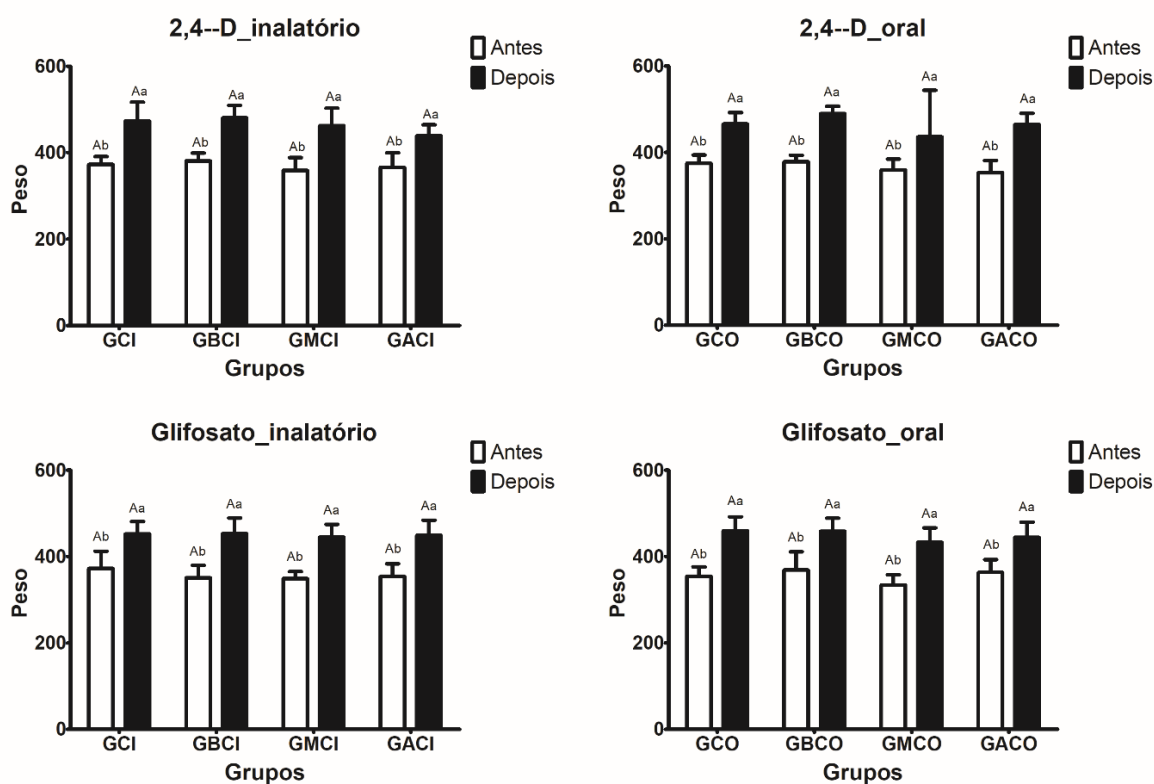 2,4--D_inalatório
Antes
Depois
600
400
200
0
Peso
Ab Aa Ab Aa Ab Aa Ab Aa
GCI GBCI GMCI GACI
Grupos
2,4--D_oral
Antes
Depois
600
400
200
0
Peso
Ab Aa Ab Aa Ab Aa Ab Aa
GCO GBCO GMCO GACO
Grupos
Glifosato_inalatório
Antes
Depois
600
400
200
0
Peso
Ab Aa Ab Aa Ab Aa Ab Aa
GCI GBCI GMCI GACI
Grupos
Glifosato_oral
Antes
Depois
600
400
200
0
Peso
Ab Aa Ab Aa Ab Aa Ab Aa
GCO GBCO GMCO GACO
Grupos